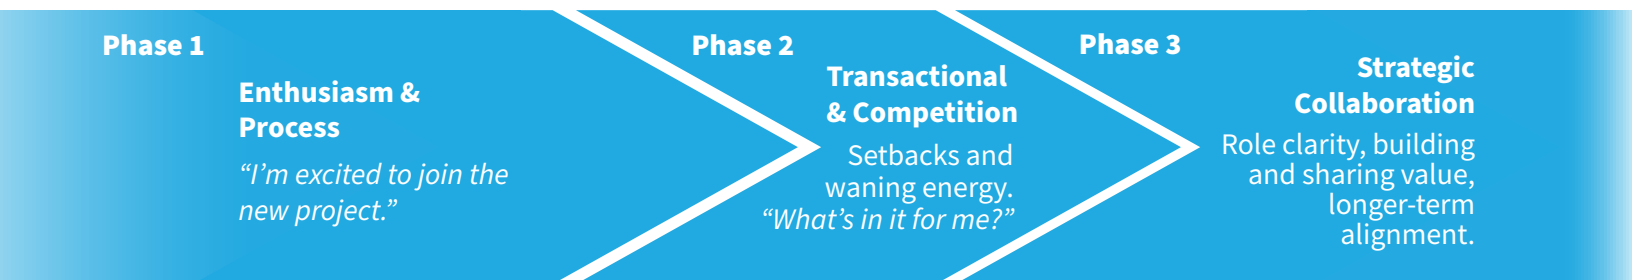 Phase 1
Enthusiasm &
Process
“I’m excited to join the
new project.”
Phase 2
Transactional
& Competition
Setbacks and
waning energy.
“What’s in it for me?”
Phase 3
Strategic
Collaboration
Role clarity, building
and sharing value,
longer-term
alignment.